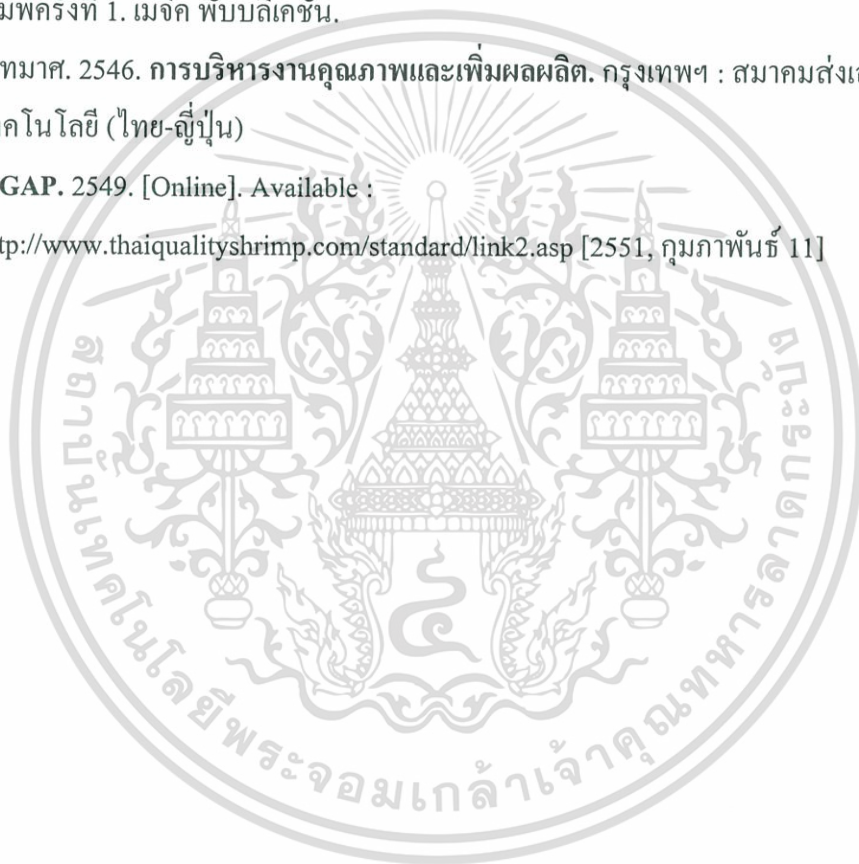 มพครั้งที่ 1. เมจิค พับบลิเคชั่น.
ทมาศ. 2546. การบริหารงานคุณภาพและเพิ่มผลผลิต. กรุงเทพฯ : สมาคมส่งเ
คโนโลยี (ไทย-ญี่ปุ่น)
GAP. 2549. [Online]. Available :
tp://www.thaiqualityshrimp.com/standard/link2.asp [2551, กุมภาพันธ์ 11]
สถาบันเทคโนโลยีพระจอมเกล้าเจ้าคุณทหารลาดกระบัง